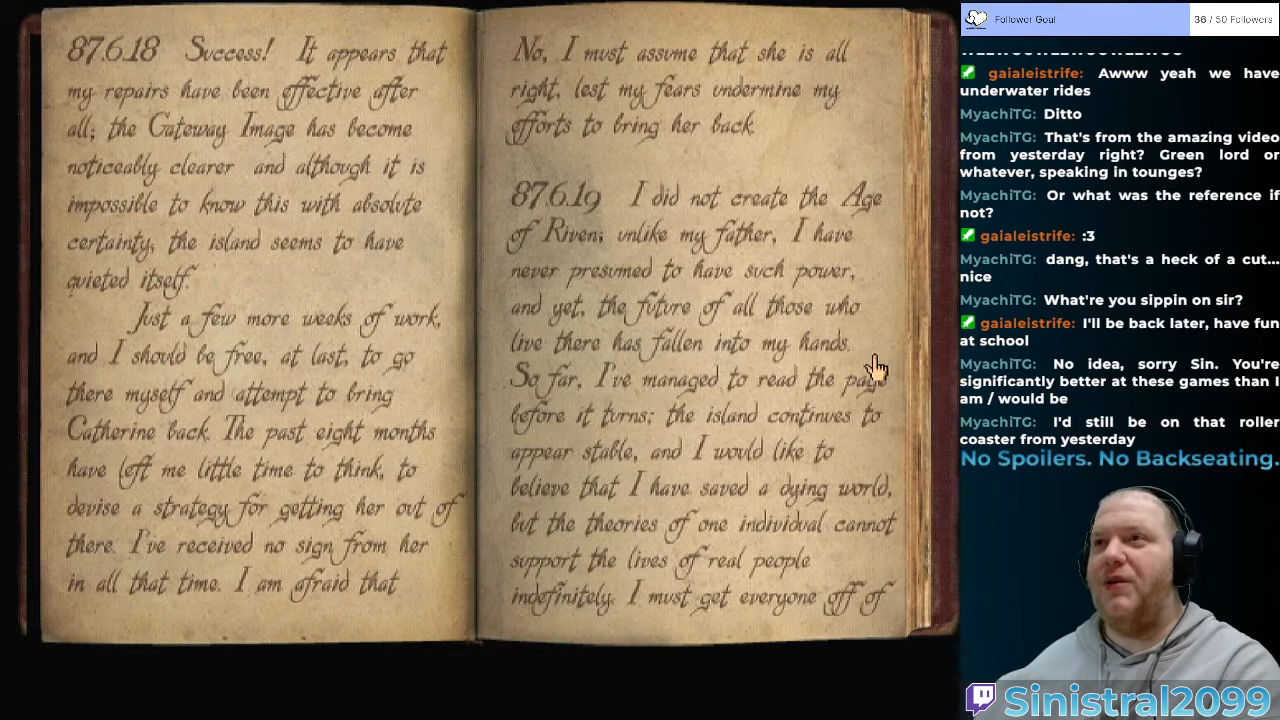 87.6.18 Success! It appears that
my repairs have been effective after
all; the Gateway Image has become
noticeably clearer and although it is
impossible to know this with absolute
certainty, the island seems to have
quieted itself.
Just a few more weeks of work,
and I should be free, at last, to go
there myself and attempt to bring
Catherine back. The past eight months
have left me little time to think, to
devise a strategy for getting her out of
there. I've received no sign from her
in all that time. I am afraid that
No, I must assume that she is all
right, lest my fears undermine my
efforts to bring her back.
87.6.19 I did not create the Age
of Riven; unlike my father, I have
never presumed to have such power,
and yet, the future of all those who
live there has fallen into my hands.
So far, I've managed to read the page
before it turns; the island continues to
appear stable, and I would like to
believe that I have saved a dying world,
but the theories of one individual cannot
support the lives of real people
indefinitely. I must get everyone off of
Follower Goal
36 / 50 Followers
gaialeistrife: Awww yeah we have
underwater rides
MyachiTG: Ditto
MyachiTG: That's from the amazing video
from yesterday right? Green lord or
whatever, speaking in tounges?
MyachiTG: Or what was the reference if
not?
gaialeistrife: :3
MyachiTG: dang, that's a heck of a cut...
nice
MyachiTG: What're you sippin on sir?
gaialeistrife: I'll be back later, have fun
at school
MyachiTG: No idea, sorry Sin. You're
significantly better at these games than I
am / would be
MyachiTG: I'd still be on that roller
coaster from yesterday
No Spoilers. No Backseating.
Sinistral2099